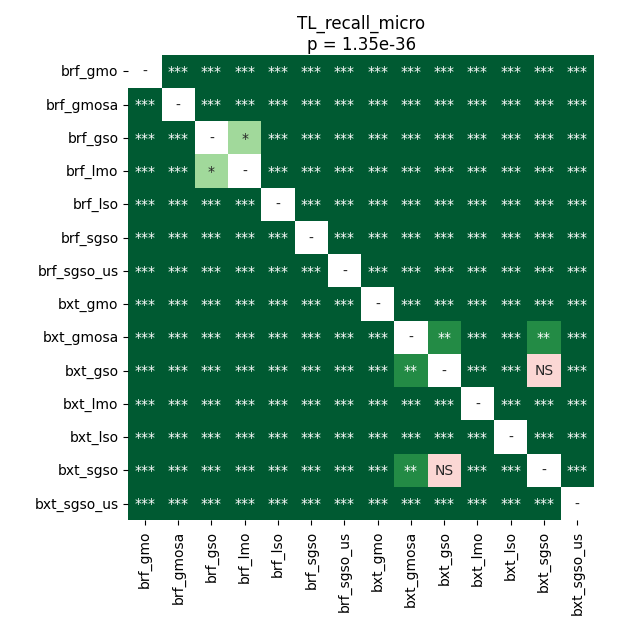 TL_recall_micro
p = 1.35e-36
brf_gmo - *** *** *** *** *** *** *** *** *** *** *** *** ***
brf_gmosa *** - *** *** *** *** *** *** *** *** *** *** *** ***
brf_gso *** *** - * *** *** *** *** *** *** *** *** *** ***
brf_lmo *** *** * - *** *** *** *** *** *** *** *** *** ***
brf_lso *** *** *** *** - *** *** *** *** *** *** *** *** ***
brf_sgso *** *** *** *** *** - *** *** *** *** *** *** *** ***
brf_sgso_us *** *** *** *** *** *** - *** *** *** *** *** *** ***
bxt_gmo *** *** *** *** *** *** *** - *** *** *** *** *** ***
bxt_gmosa *** *** *** *** *** *** *** *** - ** *** *** ** ***
bxt_gso *** *** *** *** *** *** *** *** ** - *** *** NS ***
bxt_lmo *** *** *** *** *** *** *** *** *** *** - *** *** ***
bxt_lso *** *** *** *** *** *** *** *** *** *** *** - *** ***
bxt_sgso *** *** *** *** *** *** *** *** ** NS *** *** - ***
bxt_sgso_us *** *** *** *** *** *** *** *** *** *** *** *** *** -
brf_gmo
brf_gmosa
brf_gso
brf_lmo
brf_lso
brf_sgso
brf_sgso_us
bxt_gmo
bxt_gmosa
bxt_gso
bxt_lmo
bxt_lso
bxt_sgso
bxt_sgso_us